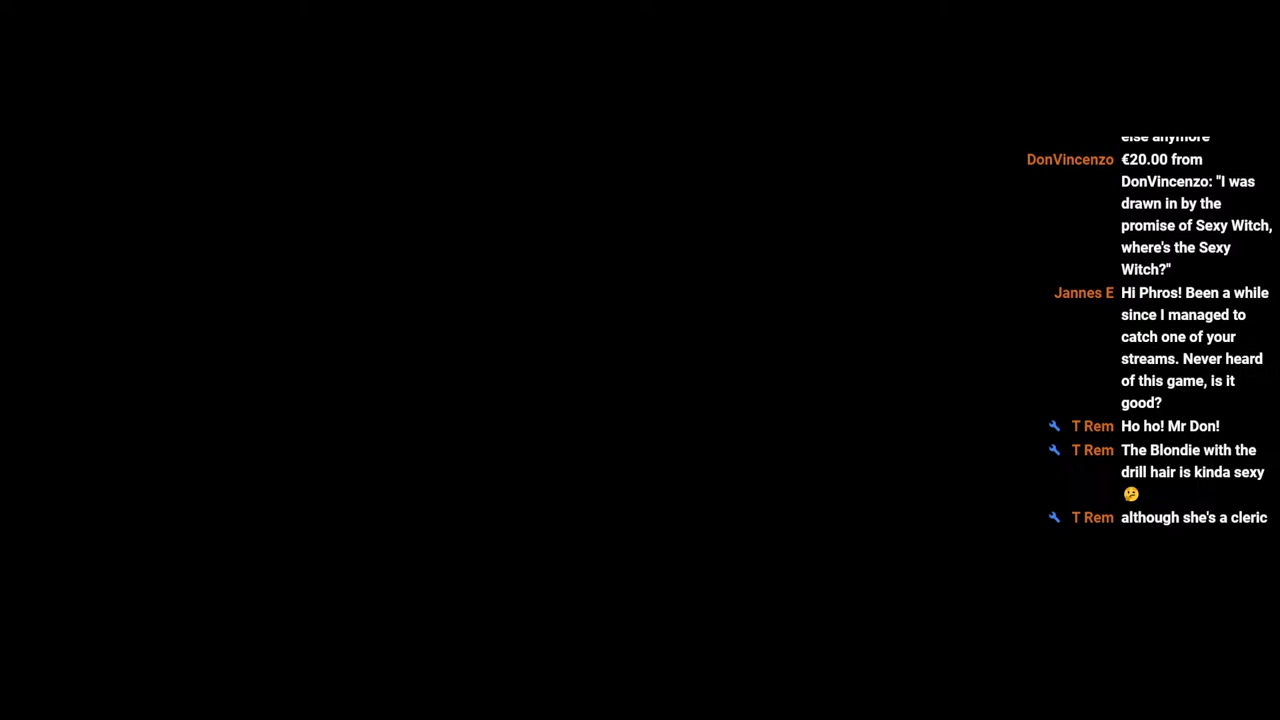 else anymore
DonVincenzo €20.00 from
DonVincenzo: "I was
drawn in by the
promise of Sexy Witch,
where's the Sexy
Witch?"
Jannes E Hi Phros! Been a while
since I managed to
catch one of your
streams. Never heard
of this game, is it
good?
T Rem Ho ho! Mr Don!
T Rem The Blondie with the
drill hair is kinda sexy
🤔
T Rem although she's a cleric